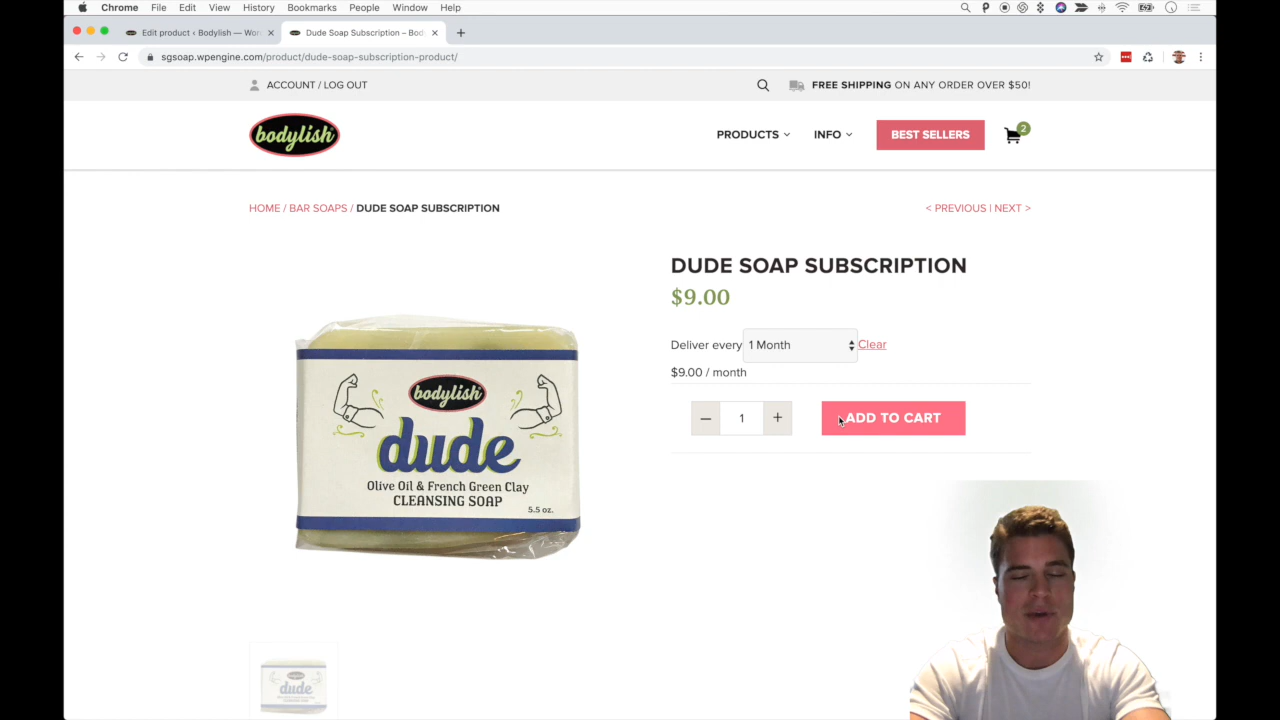 Chrome File Edit View History Bookmarks People Window Help
Edit product ‹ Bodylish — Wor
Dude Soap Subscription – Bod
sgsoap.wpengine.com/product/dude-soap-subscription-product/
ACCOUNT / LOG OUT
FREE SHIPPING ON ANY ORDER OVER $50!
bodylish
PRODUCTS
INFO
BEST SELLERS
2
HOME / BAR SOAPS / DUDE SOAP SUBSCRIPTION
< PREVIOUS | NEXT >
DUDE SOAP SUBSCRIPTION
$9.00
Deliver every 1 Month Clear
$9.00 / month
– 1 +
ADD TO CART
bodylish
dude
Olive Oil & French Green Clay
CLEANSING SOAP
5.5 oz.
dude